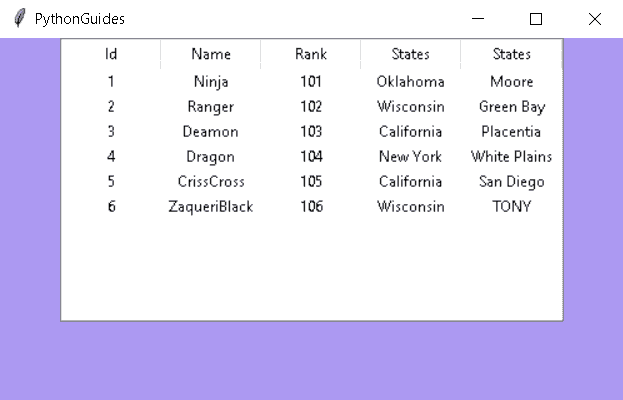 PythonGuides
Id Name Rank States States
1 Ninja 101 Oklahoma Moore
2 Ranger 102 Wisconsin Green Bay
3 Deamon 103 California Placentia
4 Dragon 104 New York White Plains
5 CrissCross 105 California San Diego
6 ZaqueriBlack 106 Wisconsin TONY